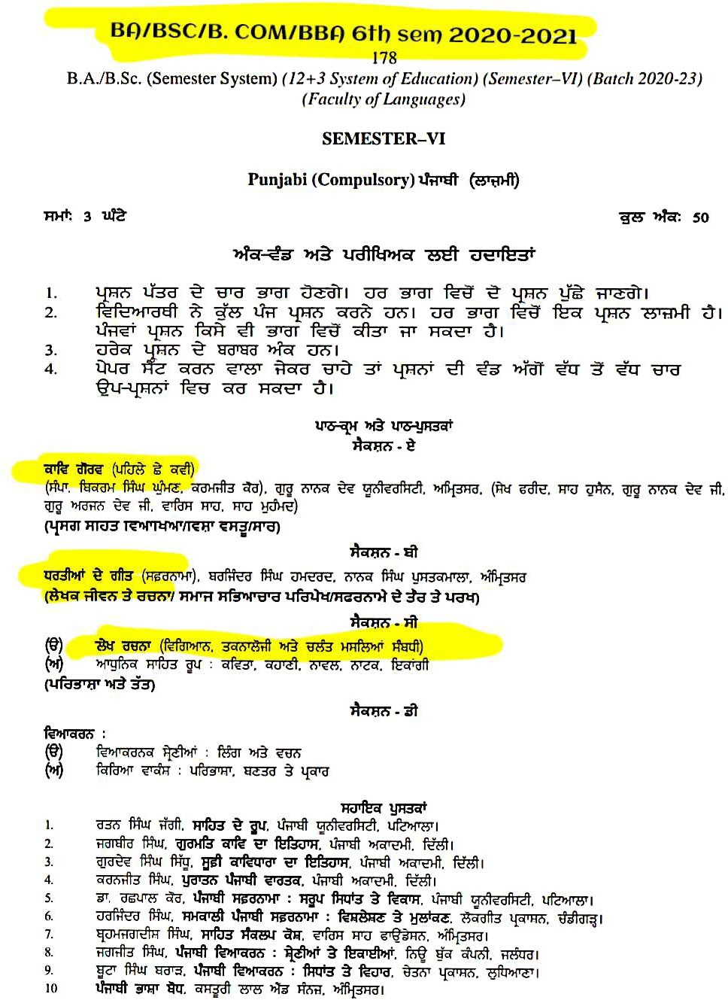 BA/BSC/B. COM/BBA 6th sem 2020-2021
178
B.A./B.Sc. (Semester System) (12+3 System of Education) (Semester–VI) (Batch 2020-23)
(Faculty of Languages)
SEMESTER–VI
Punjabi (Compulsory) ਪੰਜਾਬੀ (ਲਾਜ਼ਮੀ)
ਸਮਾਂ: 3 ਘੰਟੇ ਕੁਲ ਅੰਕ: 50
ਅੰਕ-ਵੰਡ ਅਤੇ ਪਰੀਖਿਅਕ ਲਈ ਹਦਾਇਤਾਂ
1. ਪ੍ਰਸ਼ਨ ਪੱਤਰ ਦੇ ਚਾਰ ਭਾਗ ਹੋਣਗੇ। ਹਰ ਭਾਗ ਵਿਚੋਂ ਦੋ ਪ੍ਰਸ਼ਨ ਪੁੱਛੇ ਜਾਣਗੇ।
2. ਵਿਦਿਆਰਥੀ ਨੇ ਕੁੱਲ ਪੰਜ ਪ੍ਰਸ਼ਨ ਕਰਨੇ ਹਨ। ਹਰ ਭਾਗ ਵਿਚੋਂ ਇਕ ਪ੍ਰਸ਼ਨ ਲਾਜ਼ਮੀ ਹੈ।
ਪੰਜਵਾਂ ਪ੍ਰਸ਼ਨ ਕਿਸੇ ਵੀ ਭਾਗ ਵਿਚੋਂ ਕੀਤਾ ਜਾ ਸਕਦਾ ਹੈ।
3. ਹਰੇਕ ਪ੍ਰਸ਼ਨ ਦੇ ਬਰਾਬਰ ਅੰਕ ਹਨ।
4. ਪੇਪਰ ਸੈੱਟ ਕਰਨ ਵਾਲਾ ਜੇਕਰ ਚਾਹੇ ਤਾਂ ਪ੍ਰਸ਼ਨਾਂ ਦੀ ਵੰਡ ਅੱਗੋਂ ਵੱਧ ਤੋਂ ਵੱਧ ਚਾਰ
ਉਪ-ਪ੍ਰਸ਼ਨਾਂ ਵਿਚ ਕਰ ਸਕਦਾ ਹੈ।
ਪਾਠ-ਕ੍ਰਮ ਅਤੇ ਪਾਠ-ਪੁਸਤਕਾਂ
ਸੈਕਸ਼ਨ - ਏ
ਕਾਵਿ ਗੌਰਵ (ਪਹਿਲੇ ਛੇ ਕਵੀ)
(ਸੰਪਾ. ਬਿਕਰਮ ਸਿੰਘ ਘੁੰਮਣ, ਕਰਮਜੀਤ ਕੌਰ), ਗੁਰੂ ਨਾਨਕ ਦੇਵ ਯੂਨੀਵਰਸਿਟੀ, ਅਮ੍ਰਿਤਸਰ, (ਸੇਖ ਫਰੀਦ, ਸਾਹ ਹੁਸੈਨ, ਗੁਰੂ ਨਾਨਕ ਦੇਵ ਜੀ,
ਗੁਰੂ ਅਰਜਨ ਦੇਵ ਜੀ, ਵਾਰਿਸ ਸਾਹ, ਸਾਹ ਮੁਹੰਮਦ)
(ਪ੍ਰਸੰਗ ਸਹਿਤ ਵਿਆਖਿਆ/ਵਿਸ਼ਾ ਵਸਤੂ/ਸਾਰ)
ਸੈਕਸ਼ਨ - ਬੀ
ਧਰਤੀਆਂ ਦੇ ਗੀਤ (ਸਫ਼ਰਨਾਮਾ), ਬਰਜਿੰਦਰ ਸਿੰਘ ਹਮਦਰਦ, ਨਾਨਕ ਸਿੰਘ ਪੁਸਤਕਮਾਲਾ, ਅੰਮ੍ਰਿਤਸਰ
(ਲੇਖਕ ਜੀਵਨ ਤੇ ਰਚਨਾ/ ਸਮਾਜ ਸਭਿਆਚਾਰ ਪਰਿਪੇਖ/ਸਫਰਨਾਮੇ ਦੇ ਤੌਰ ਤੇ ਪਰਖ)
ਸੈਕਸ਼ਨ - ਸੀ
(ੳ) ਲੇਖ ਰਚਨਾ (ਵਿਗਿਆਨ, ਤਕਨਾਲੋਜੀ ਅਤੇ ਚਲੰਤ ਮਸਲਿਆਂ ਸੰਬਧੀ)
(ਅ) ਆਧੁਨਿਕ ਸਾਹਿਤ ਰੂਪ : ਕਵਿਤਾ, ਕਹਾਣੀ, ਨਾਵਲ, ਨਾਟਕ, ਇਕਾਂਗੀ
(ਪਰਿਭਾਸ਼ਾ ਅਤੇ ਤੱਤ)
ਸੈਕਸ਼ਨ - ਡੀ
ਵਿਆਕਰਨ :
(ੳ) ਵਿਆਕਰਨਕ ਸ਼੍ਰੇਣੀਆਂ : ਲਿੰਗ ਅਤੇ ਵਚਨ
(ਅ) ਕਿਰਿਆ ਵਾਕੰਸ਼ : ਪਰਿਭਾਸ਼ਾ, ਬਣਤਰ ਤੇ ਪ੍ਰਕਾਰ
ਸਹਾਇਕ ਪੁਸਤਕਾਂ
1. ਰਤਨ ਸਿੰਘ ਜੱਗੀ, ਸਾਹਿਤ ਦੇ ਰੂਪ, ਪੰਜਾਬੀ ਯੂਨੀਵਰਸਿਟੀ, ਪਟਿਆਲਾ।
2. ਜਗਬੀਰ ਸਿੰਘ, ਗੁਰਮਤਿ ਕਾਵਿ ਦਾ ਇਤਿਹਾਸ, ਪੰਜਾਬੀ ਅਕਾਦਮੀ, ਦਿੱਲੀ।
3. ਗੁਰਦੇਵ ਸਿੰਘ ਸਿੱਧੂ, ਸੂਫ਼ੀ ਕਾਵਿਧਾਰਾ ਦਾ ਇਤਿਹਾਸ, ਪੰਜਾਬੀ ਅਕਾਦਮੀ, ਦਿੱਲੀ।
4. ਕਰਨਜੀਤ ਸਿੰਘ, ਪੁਰਾਤਨ ਪੰਜਾਬੀ ਵਾਰਤਕ, ਪੰਜਾਬੀ ਅਕਾਦਮੀ, ਦਿੱਲੀ।
5. ਡਾ. ਰਛਪਾਲ ਕੌਰ, ਪੰਜਾਬੀ ਸਫ਼ਰਨਾਮਾ : ਸਰੂਪ ਸਿਧਾਂਤ ਤੇ ਵਿਕਾਸ, ਪੰਜਾਬੀ ਯੂਨੀਵਰਸਿਟੀ, ਪਟਿਆਲਾ।
6. ਹਰਜਿੰਦਰ ਸਿੰਘ, ਸਮਕਾਲੀ ਪੰਜਾਬੀ ਸਫ਼ਰਨਾਮਾ : ਵਿਸ਼ਲੇਸ਼ਣ ਤੇ ਮੁਲਾਂਕਣ, ਲੋਕਗੀਤ ਪ੍ਰਕਾਸ਼ਨ, ਚੰਡੀਗੜ੍ਹ।
7. ਬ੍ਰਹਮਜਗਦੀਸ਼ ਸਿੰਘ, ਸਾਹਿਤ ਸੰਕਲਪ ਕੋਸ਼, ਵਾਰਿਸ ਸਾਹ ਫਾਉਂਡੇਸ਼ਨ, ਅੰਮ੍ਰਿਤਸਰ।
8. ਜਗਜੀਤ ਸਿੰਘ, ਪੰਜਾਬੀ ਵਿਆਕਰਨ : ਸ਼੍ਰੇਣੀਆਂ ਤੇ ਇਕਾਈਆਂ, ਨਿਊ ਬੁੱਕ ਕੰਪਨੀ, ਜਲੰਧਰ।
9. ਬੂਟਾ ਸਿੰਘ ਬਰਾੜ, ਪੰਜਾਬੀ ਵਿਆਕਰਨ : ਸਿਧਾਂਤ ਤੇ ਵਿਹਾਰ, ਚੇਤਨਾ ਪ੍ਰਕਾਸ਼ਨ, ਲੁਧਿਆਣਾ।
10 ਪੰਜਾਬੀ ਭਾਸ਼ਾ ਬੋਧ, ਕਸਤੂਰੀ ਲਾਲ ਐਂਡ ਸੰਨਜ਼, ਅੰਮ੍ਰਿਤਸਰ।